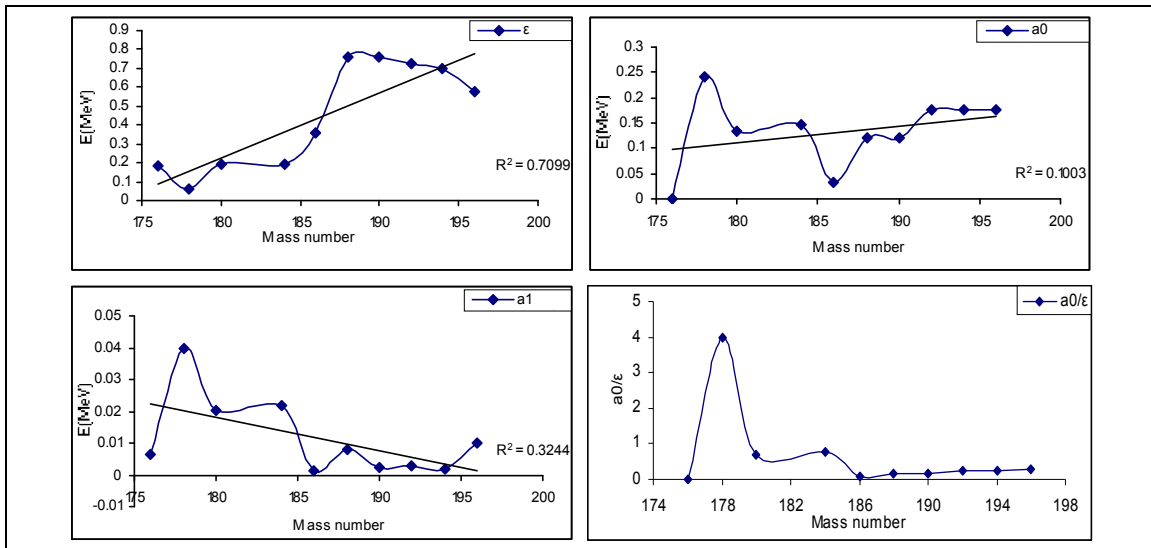 ε
0.9
0.8
0.7
0.6
0.5
0.4
0.3
0.2
0.1
0
E[MeV]
R² = 0.7099
175 180 185 190 195 200
Mass number
a0
0.3
0.25
0.2
0.15
0.1
0.05
0
E[MeV]
R² = 0.1003
175 180 185 190 195 200
Mass number
a1
0.05
0.04
0.03
0.02
0.01
0
-0.01
E[MeV]
R² = 0.3244
175 180 185 190 195 200
Mass number
a0/ε
5
4
3
2
1
0
a0/ε
174 178 182 186 190 194 198
Mass number